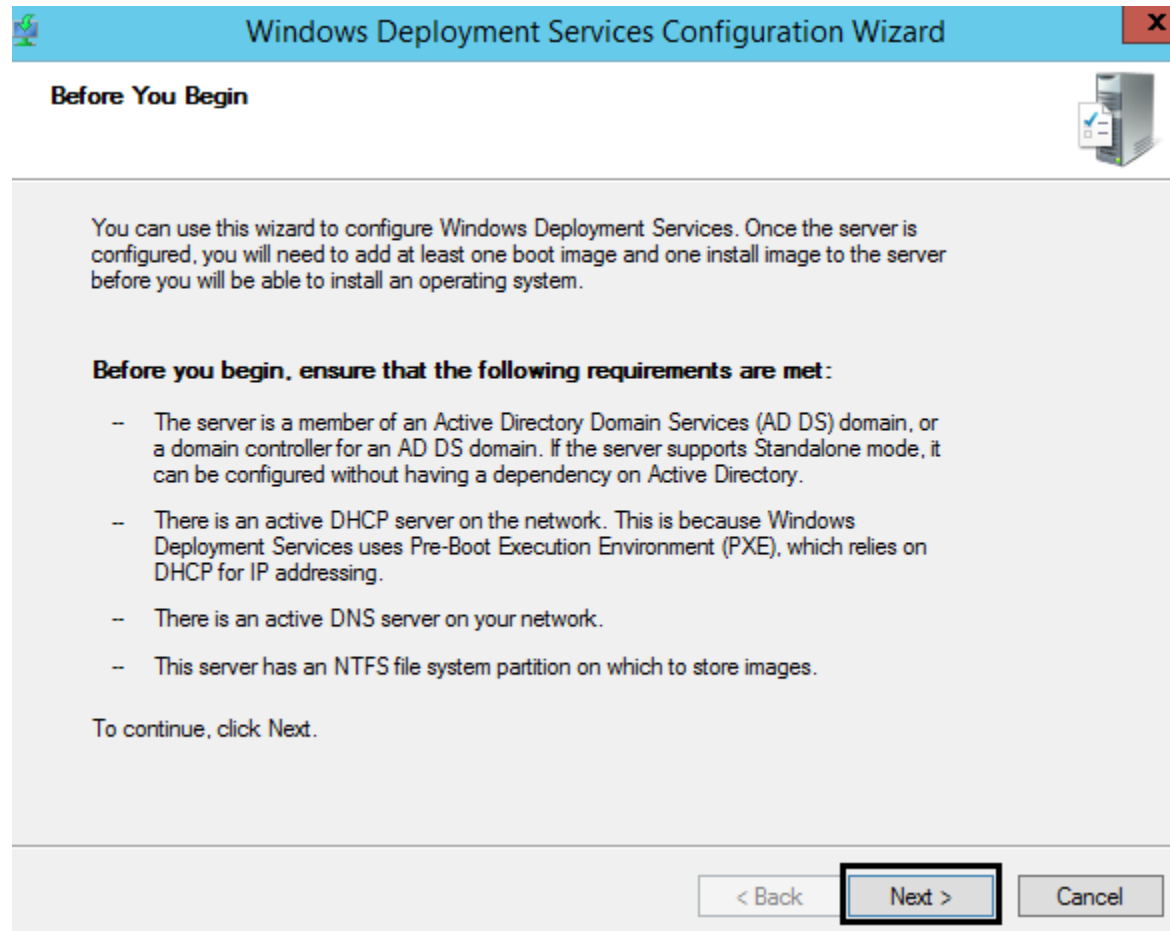 Windows Deployment Services Configuration Wizard
x
Before You Begin
You can use this wizard to configure Windows Deployment Services. Once the server is
configured, you will need to add at least one boot image and one install image to the server
before you will be able to install an operating system.
Before you begin, ensure that the following requirements are met:
-- The server is a member of an Active Directory Domain Services (AD DS) domain, or
a domain controller for an AD DS domain. If the server supports Standalone mode, it
can be configured without having a dependency on Active Directory.
-- There is an active DHCP server on the network. This is because Windows
Deployment Services uses Pre-Boot Execution Environment (PXE), which relies on
DHCP for IP addressing.
-- There is an active DNS server on your network.
-- This server has an NTFS file system partition on which to store images.
To continue, click Next.
< Back Next > Cancel